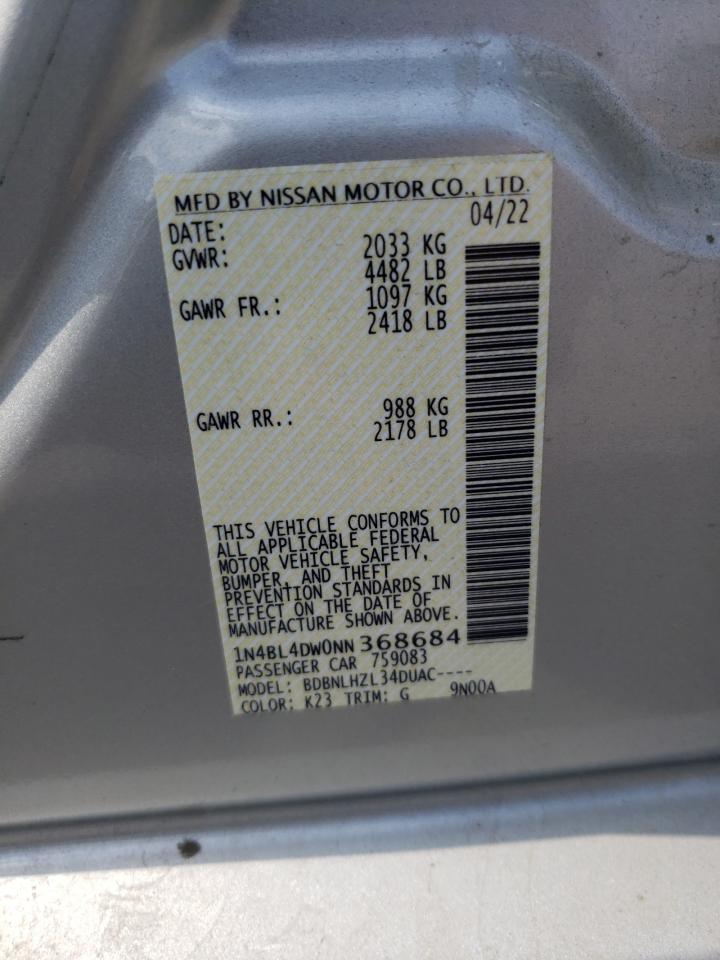 MFD BY NISSAN MOTOR CO., LTD.
DATE: 04/22
GVWR: 2033 KG
4482 LB
GAWR FR.: 1097 KG
2418 LB
GAWR RR.: 988 KG
2178 LB
THIS VEHICLE CONFORMS TO
ALL APPLICABLE FEDERAL
MOTOR VEHICLE SAFETY,
BUMPER, AND THEFT
PREVENTION STANDARDS IN
EFFECT ON THE DATE OF
MANUFACTURE SHOWN ABOVE.
1N4BL4DW0NN368684
PASSENGER CAR 759083
MODEL: BDBNLHZL34DUAC----
COLOR: K23 TRIM: G 9N00A